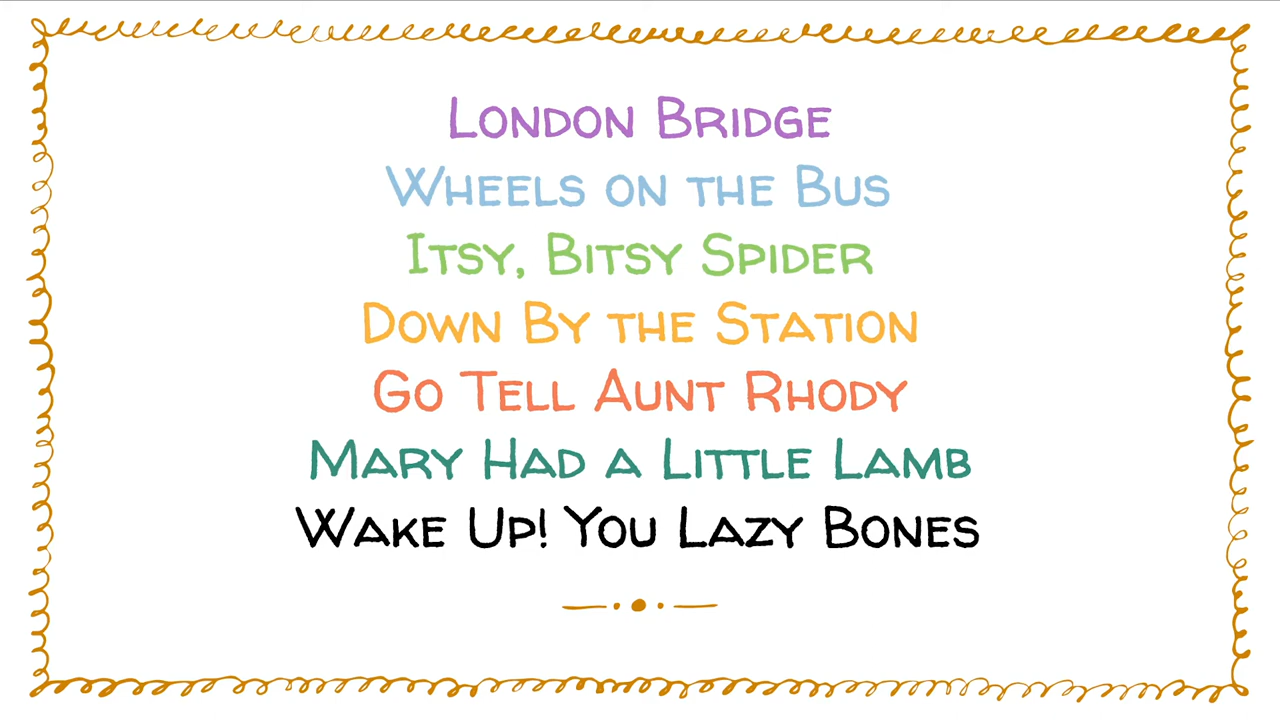 London Bridge
Wheels on the Bus
Itsy, Bitsy Spider
Down By the Station
Go Tell Aunt Rhody
Mary Had a Little Lamb
Wake Up! You Lazy Bones